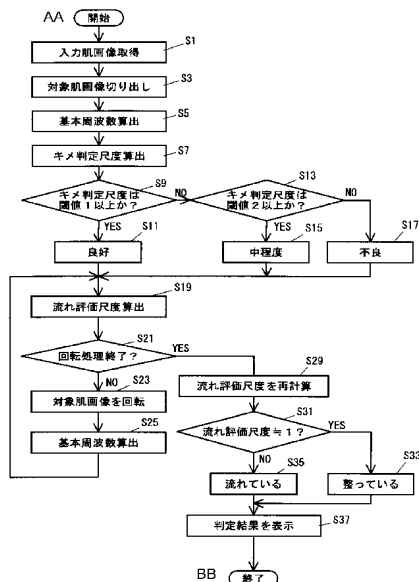 AA 開始
入力肌画像取得 S1
対象肌画像切り出し S3
基本周波数算出 S5
キメ判定尺度算出 S7
キメ判定尺度は
閾値1以上か?
S9
NO
YES
キメ判定尺度は
閾値2以上か?
S13
NO
YES
良好 S11
中程度 S15
不良 S17
流れ評価尺度算出 S19
回転処理終了? S21
YES
NO
対象肌画像を回転 S23
基本周波数算出 S25
流れ評価尺度を再計算 S29
流れ評価尺度≒1? S31
YES
NO
流れている S35
整っている S33
判定結果を表示 S37
BB 終了